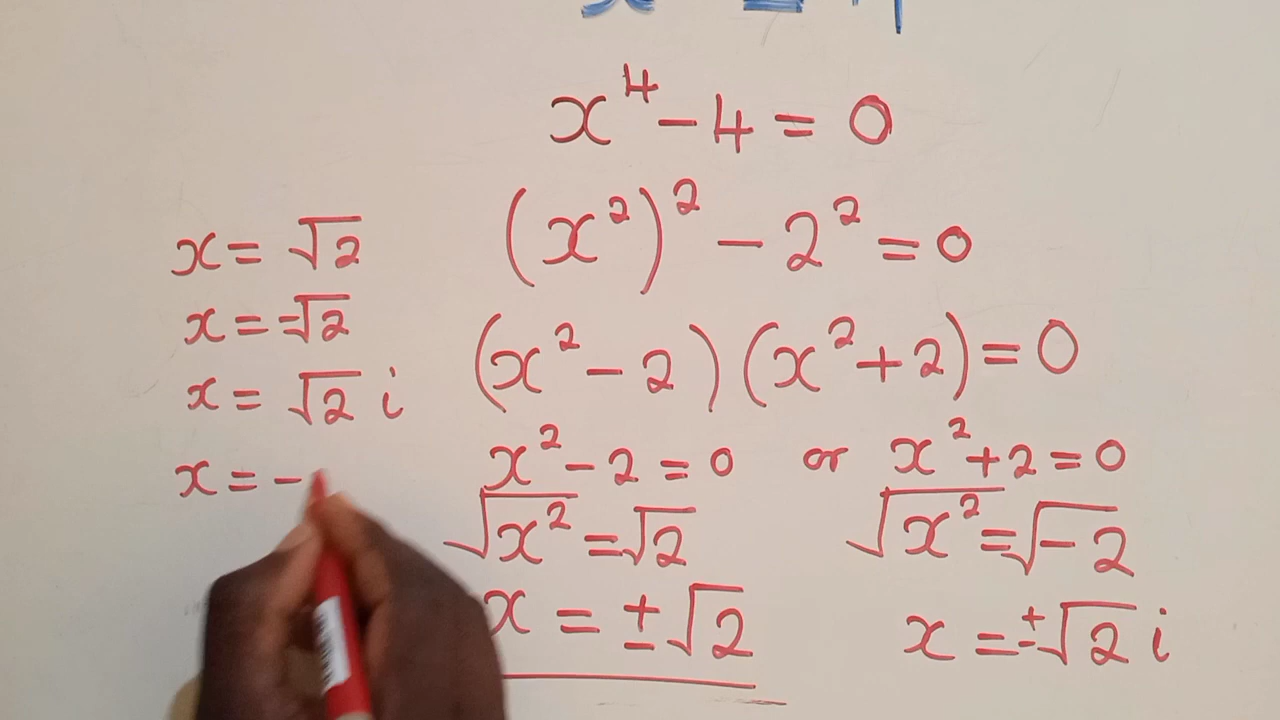 x⁴ - 4 = 0
(x²)² - 2² = 0
(x² - 2)(x² + 2) = 0
x² - 2 = 0 or x² + 2 = 0
√x² = √2 √x² = √-2
x = ±√2 x = ±√2 i
x = √2
x = -√2
x = √2 i
x = -